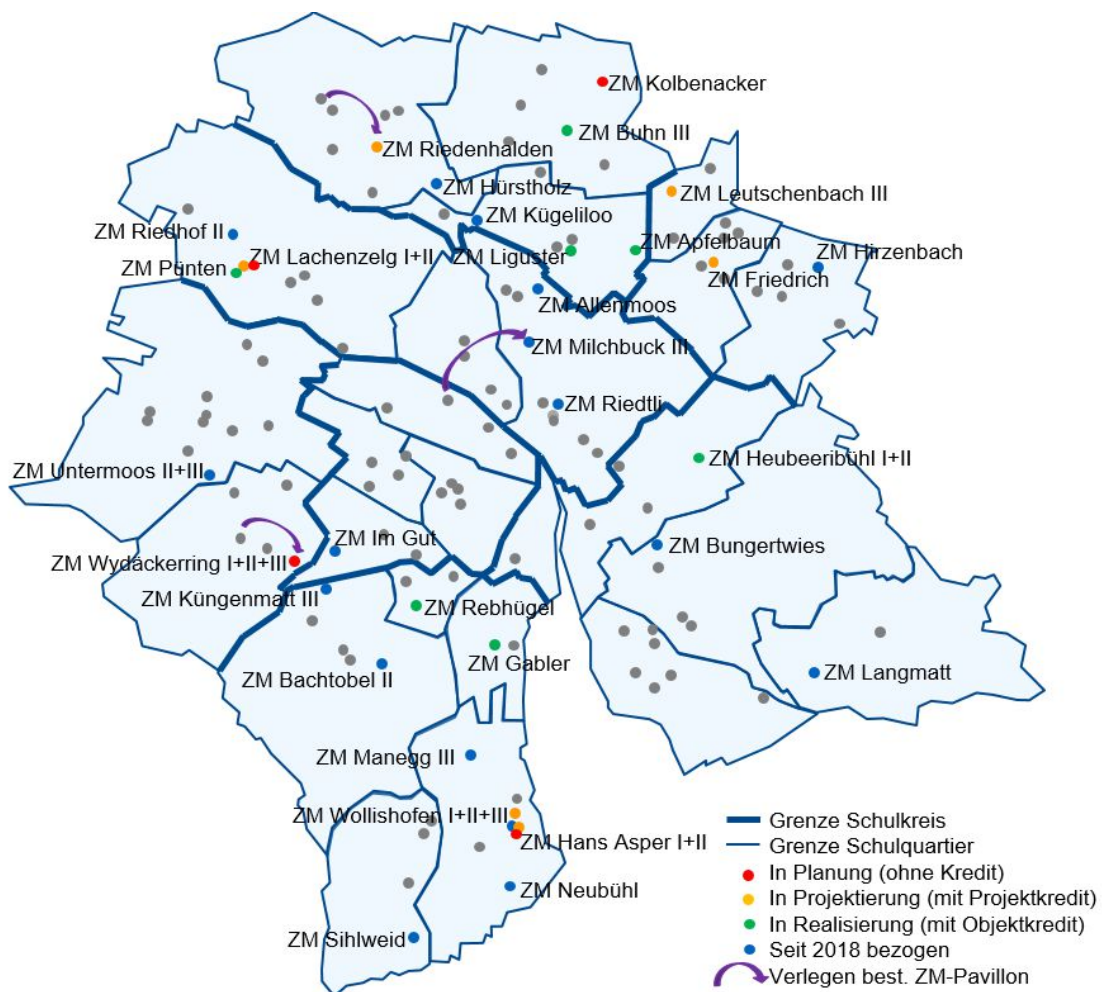 ZM Kolbenacker
ZM Buhn III
ZM Riedenhalden
ZM Hürstholz
ZM Leutschenbach III
ZM Kügeliloo
ZM Riedhof II
ZM Lachenzelg I+II
ZM Liguster
ZM Apfelbaum
ZM Hirzenbach
ZM Pünten
ZM Friedrich
ZM Allenmoos
ZM Milchbuck III
ZM Riedtli
ZM Untermoos II+III
ZM Heubeeribühl I+II
ZM Im Gut
ZM Bungertwies
ZM Wydäckerring I+II+III
ZM Küngenmatt III
ZM Rebhügel
ZM Gabler
ZM Bachtobel II
ZM Langmatt
ZM Manegg III
ZM Wollishofen I+II+III
ZM Hans Asper I+II
ZM Neubühl
ZM Sihlweid
Grenze Schulkreis
Grenze Schulquartier
In Planung (ohne Kredit)
In Projektierung (mit Projektkredit)
In Realisierung (mit Objektkredit)
Seit 2018 bezogen
Verlegen best. ZM-Pavillon